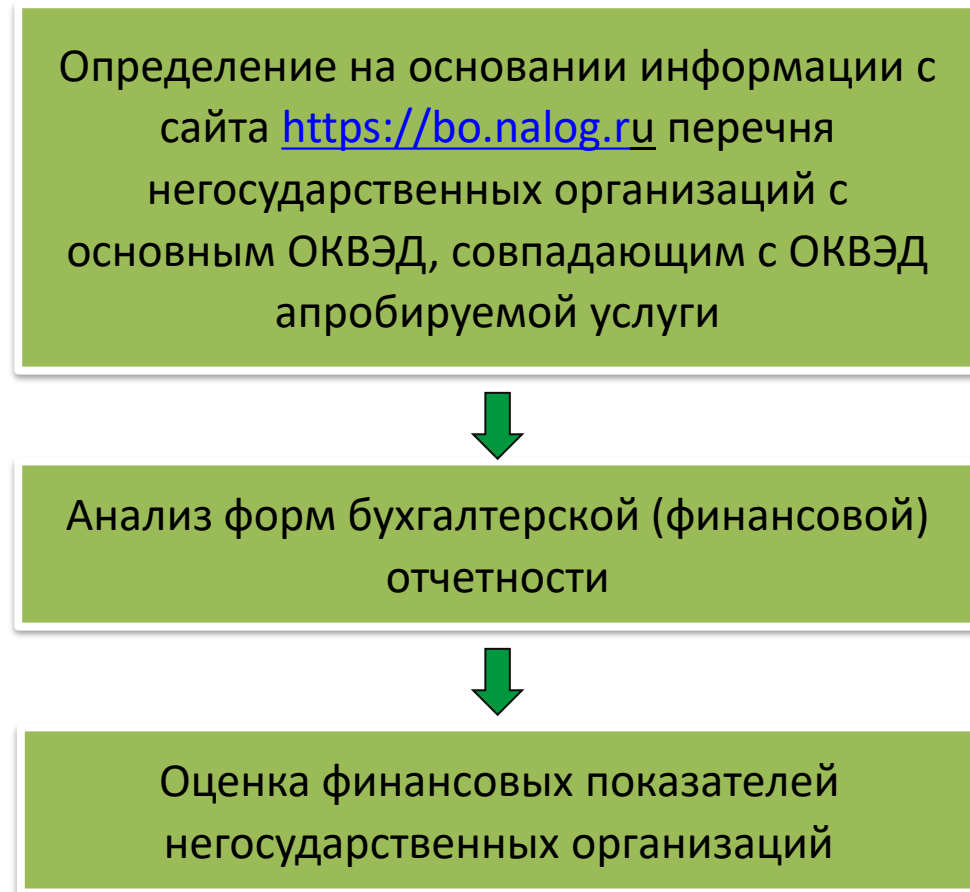 Определение на основании информации с
сайта https://bo.nalog.ru перечня
негосударственных организаций с
основным ОКВЭД, совпадающим с ОКВЭД
апробируемой услуги
Анализ форм бухгалтерской (финансовой)
отчетности
Оценка финансовых показателей
негосударственных организаций